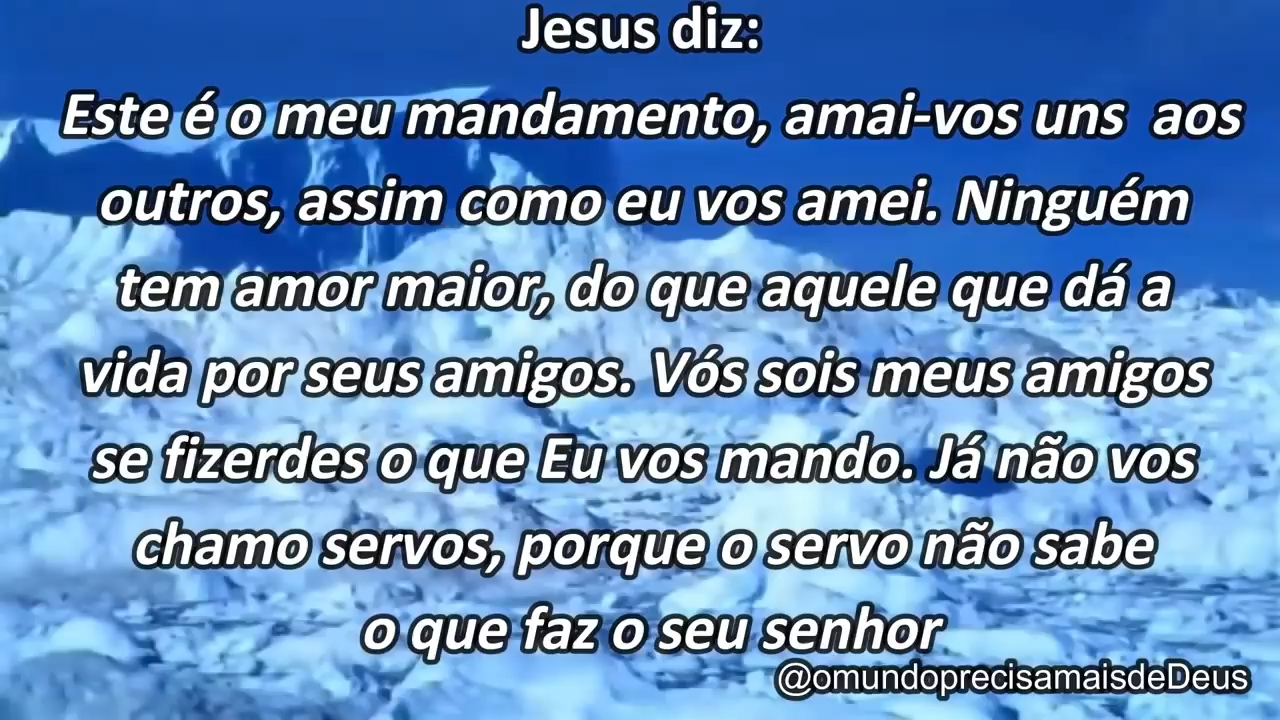 Jesus diz:
Este é o meu mandamento, amai-vos uns  aos
outros, assim como eu vos amei. Ninguém
tem amor maior, do que aquele que dá a
vida por seus amigos. Vós sois meus amigos
se fizerdes o que Eu vos mando. Já não vos
chamo servos, porque o servo não sabe
o que faz o seu senhor
@omundoprecisamaisdeDeus